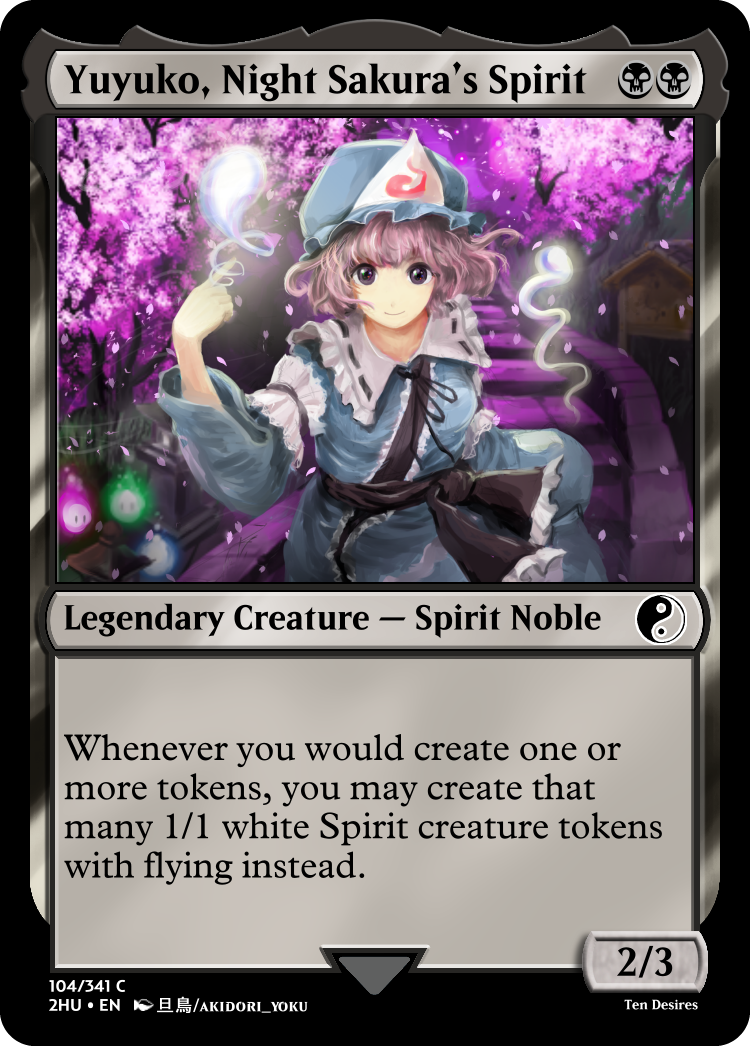 Yuyuko, Night Sakura's Spirit
Legendary Creature — Spirit Noble
Whenever you would create one or
more tokens, you may create that
many 1/1 white Spirit creature tokens
with flying instead.
2/3
104/341 C
2HU • EN 旦鳥/AKIDORI_YOKU
Ten Desires